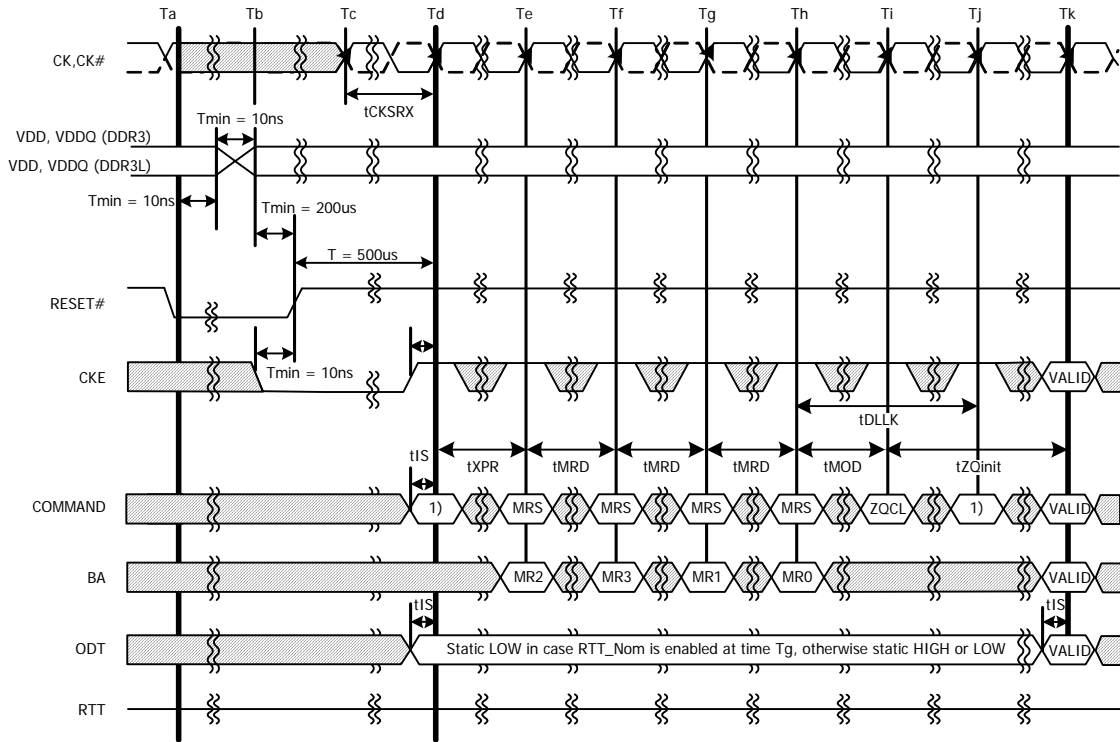 Ta Tb Tc Td Te Tf Tg Th Ti Tj Tk
CK,CK#
tCKSRX
Tmin = 10ns
VDD, VDDQ (DDR3)
VDD, VDDQ (DDR3L)
Tmin = 10ns
Tmin = 200us
T = 500us
RESET#
Tmin = 10ns
CKE
VALID
tDLLK
tIS
tXPR tMRD tMRD tMRD tMOD tZQinit
COMMAND 1) MRS MRS MRS MRS ZQCL 1) VALID
BA MR2 MR3 MR1 MR0 VALID
tIS tIS
ODT Static LOW in case RTT_Nom is enabled at time Tg, otherwise static HIGH or LOW VALID
RTT